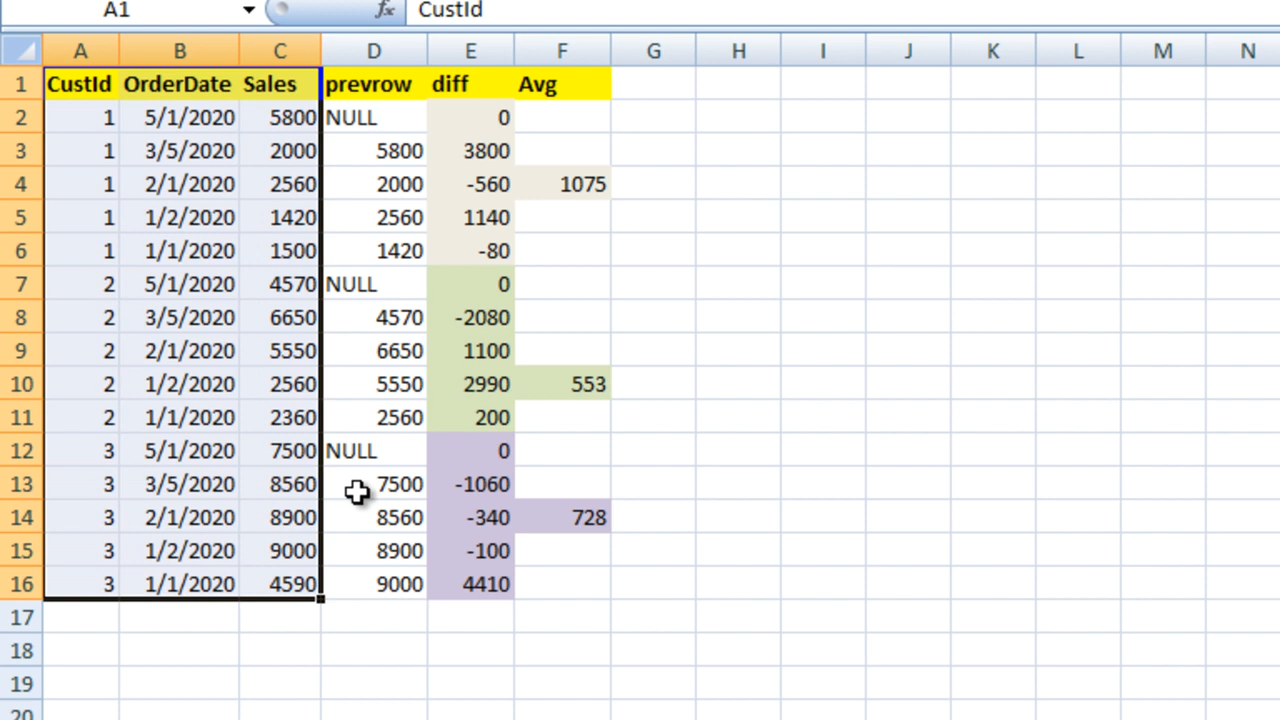 A1 fx CustId
A B C D E F G H I J K L M N
1 CustId OrderDate Sales prevrow diff Avg
2 1 5/1/2020 5800 NULL 0
3 1 3/5/2020 2000 5800 3800
4 1 2/1/2020 2560 2000 -560 1075
5 1 1/2/2020 1420 2560 1140
6 1 1/1/2020 1500 1420 -80
7 2 5/1/2020 4570 NULL 0
8 2 3/5/2020 6650 4570 -2080
9 2 2/1/2020 5550 6650 1100
10 2 1/2/2020 2560 5550 2990 553
11 2 1/1/2020 2360 2560 200
12 3 5/1/2020 7500 NULL 0
13 3 3/5/2020 8560 7500 -1060
14 3 2/1/2020 8900 8560 -340 728
15 3 1/2/2020 9000 8900 -100
16 3 1/1/2020 4590 9000 4410
17
18
19
20